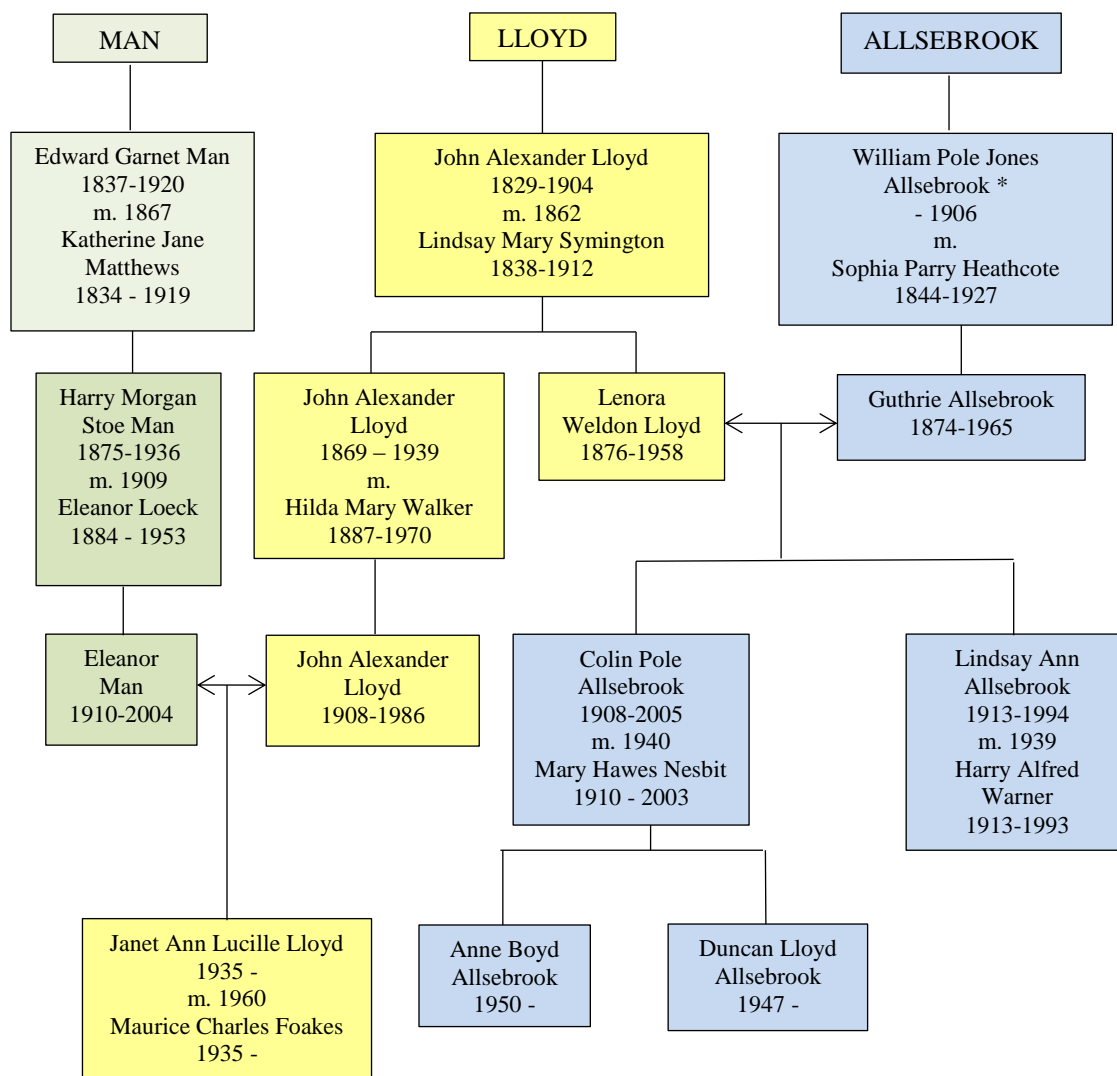 MAN
LLOYD
ALLSEBROOK
Edward Garnet Man
1837-1920
m. 1867
Katherine Jane
Matthews
1834 - 1919
John Alexander Lloyd
1829-1904
m. 1862
Lindsay Mary Symington
1838-1912
William Pole Jones
Allsebrook *
- 1906
m.
Sophia Parry Heathcote
1844-1927
Harry Morgan
Stoe Man
1875-1936
m. 1909
Eleanor Loeck
1884 - 1953
John Alexander
Lloyd
1869 – 1939
m.
Hilda Mary Walker
1887-1970
Lenora
Weldon Lloyd
1876-1958
Guthrie Allsebrook
1874-1965
Eleanor
Man
1910-2004
John Alexander
Lloyd
1908-1986
Colin Pole
Allsebrook
1908-2005
m. 1940
Mary Hawes Nesbit
1910 - 2003
Lindsay Ann
Allsebrook
1913-1994
m. 1939
Harry Alfred
Warner
1913-1993
Janet Ann Lucille Lloyd
1935 -
m. 1960
Maurice Charles Foakes
1935 -
Anne Boyd
Allsebrook
1950 -
Duncan Lloyd
Allsebrook
1947 -